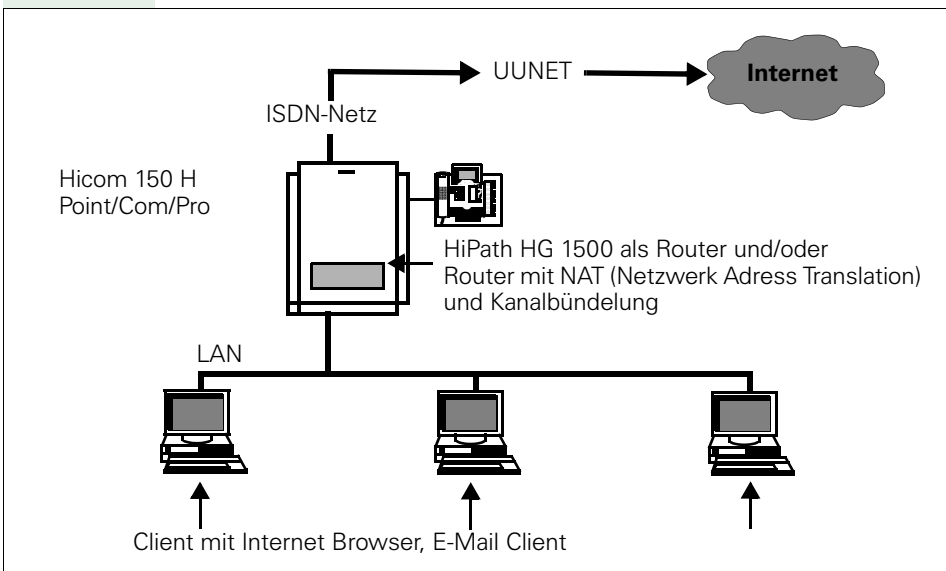 UUNET
Internet
ISDN-Netz
Hicom 150 H
Point/Com/Pro
HiPath HG 1500 als Router und/oder
Router mit NAT (Netzwerk Adress Translation)
und Kanalbündelung
LAN
Client mit Internet Browser, E-Mail Client